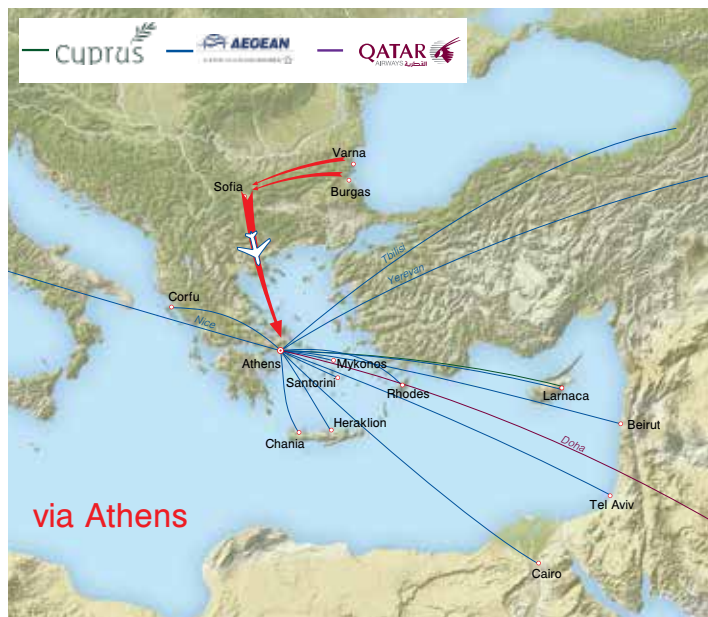 Cyprus
AEGEAN
QATAR
AIRWAYS القطرية
Varna
Sofia
Burgas
Tbilisi
Yerevan
Corfu
Nice
Athens
Mykonos
Santorini
Rhodes
Larnaca
Heraklion
Chania
Beirut
Doha
Tel Aviv
via Athens
Cairo